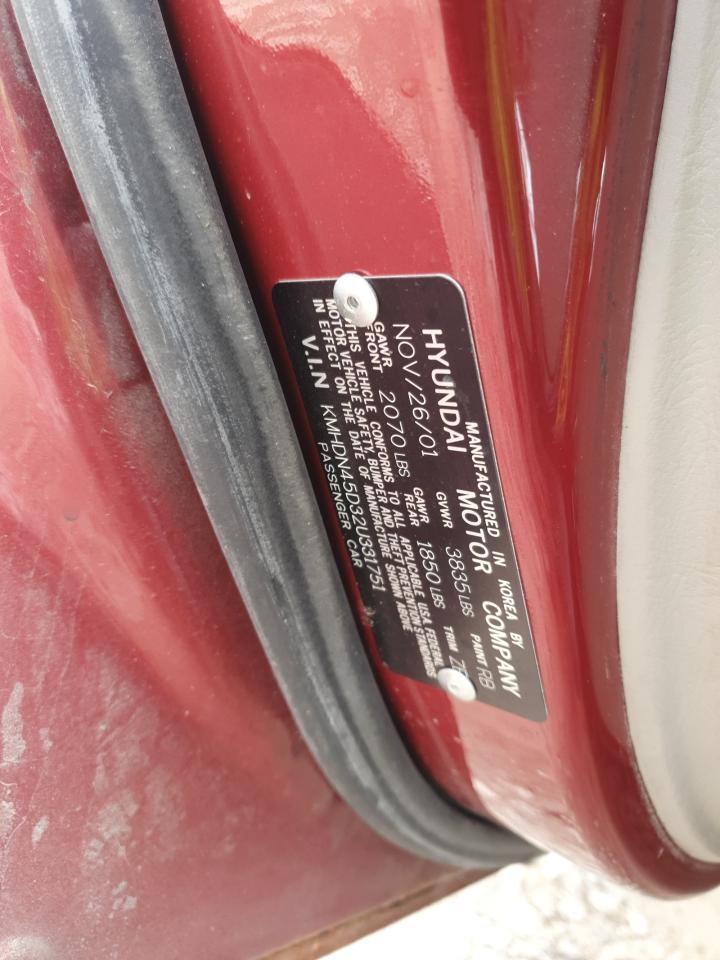 MANUFACTURED IN KOREA BY
HYUNDAI MOTOR COMPANY
NOV/26/01 GVWR 3835LBS PAINT RB
GAWR FRONT 2070LBS GAWR REAR 1850LBS TRIM
THIS VEHICLE CONFORMS TO ALL APPLICABLE U.S.A. FEDERAL
MOTOR VEHICLE SAFETY, BUMPER AND THEFT PREVENTION STANDARDS
IN EFFECT ON THE DATE OF MANUFACTURE SHOWN ABOVE
V.I.N KMHDN45D32U331751
PASSENGER CAR